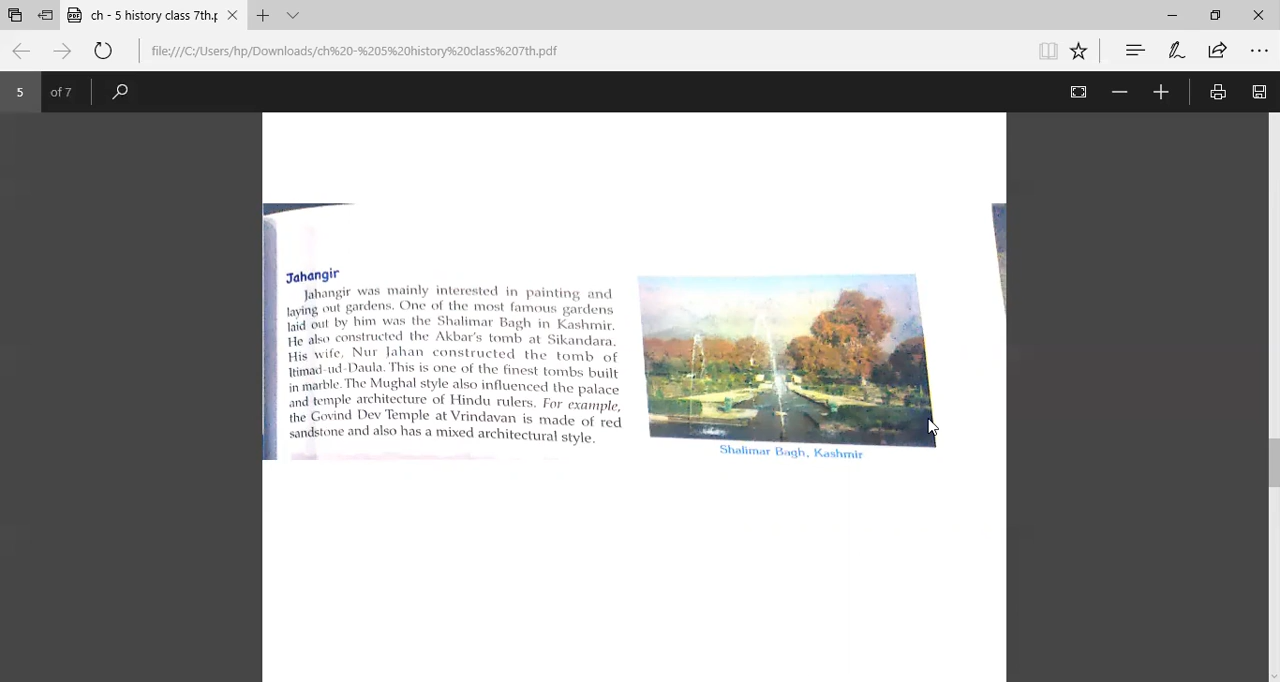 ch - 5 history class 7th.p
file:///C:/Users/hp/Downloads/ch%20-%205%20history%20class%207th.pdf
5 of 7
Jahangir
Jahangir was mainly interested in painting and
laying out gardens. One of the most famous gardens
laid out by him was the Shalimar Bagh in Kashmir.
He also constructed the Akbar's tomb at Sikandara.
His wife, Nur Jahan constructed the tomb of
Itimad-ud-Daula. This is one of the finest tombs built
in marble. The Mughal style also influenced the palace
and temple architecture of Hindu rulers. For example,
the Govind Dev Temple at Vrindavan is made of red
sandstone and also has a mixed architectural style.
Shalimar Bagh, Kashmir